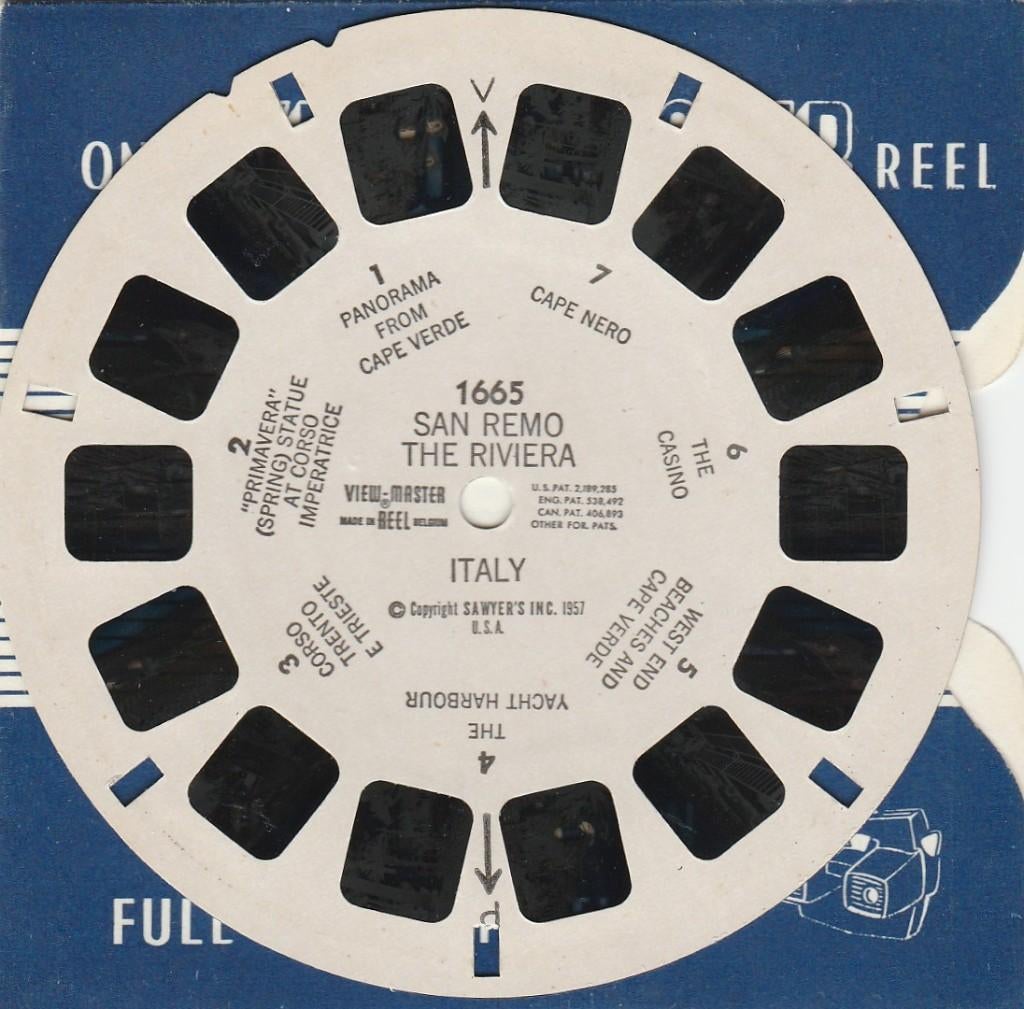 REEL
V
1
PANORAMA
FROM
CAPE VERDE
7
CAPE NERO
2
"PRIMAVERA"
(SPRING) STATUE
AT CORSO
IMPERATRICE
1665
SAN REMO
THE RIVIERA
6
THE
CASINO
VIEW-MASTER
®
MADE IN REEL BELGIUM
U.S. PAT. 2,189,285
ENG. PAT. 538,492
CAN. PAT. 406,893
OTHER FOR. PATS.
ITALY
© Copyright SAWYER'S INC. 1957
U.S.A.
3
CORSO
TRENTO
E TRIESTE
5
WEST END
BEACHES AND
CAPE VERDE
4
THE
YACHT HARBOUR
FULL